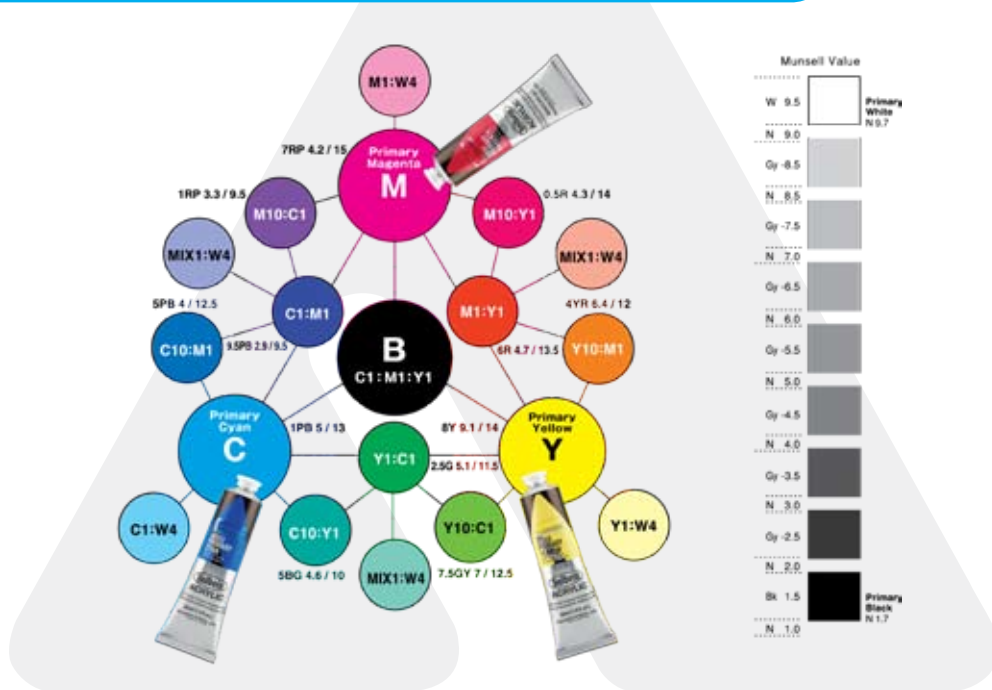 M1:W4
7RP 4.2 / 15
Primary
Magenta
M
1RP 3.3 / 9.5
M10:C1
0.5R 4.3 / 14
M10:Y1
MIX1:W4
MIX1:W4
5PB 4 / 12.5
C1:M1
M1:Y1
4YR 6.4 / 12
C10:M1
9.5PB 2.9 / 9.5
B
C1:M1:Y1
6R 4.7 / 13.5
Y10:M1
Primary
Cyan
C
1PB 5 / 13
8Y 9.1 / 14
Primary
Yellow
Y
Y1:C1
2.5G 5.1 / 11.5
C1:W4
C10:Y1
5BG 4.6 / 10
MIX1:W4
Y10:C1
7.5GY 7 / 12.5
Y1:W4
ACRYLIC
Munsell Value
W 9.5
Primary
White
N 9.7
N 9.0
Gy -8.5
N 8.5
Gy -7.5
N 7.0
Gy -6.5
N 6.0
Gy -5.5
N 5.0
Gy -4.5
N 4.0
Gy -3.5
N 3.0
Gy -2.5
N 2.0
Bk 1.5
Primary
Black
N 1.7
N 1.0